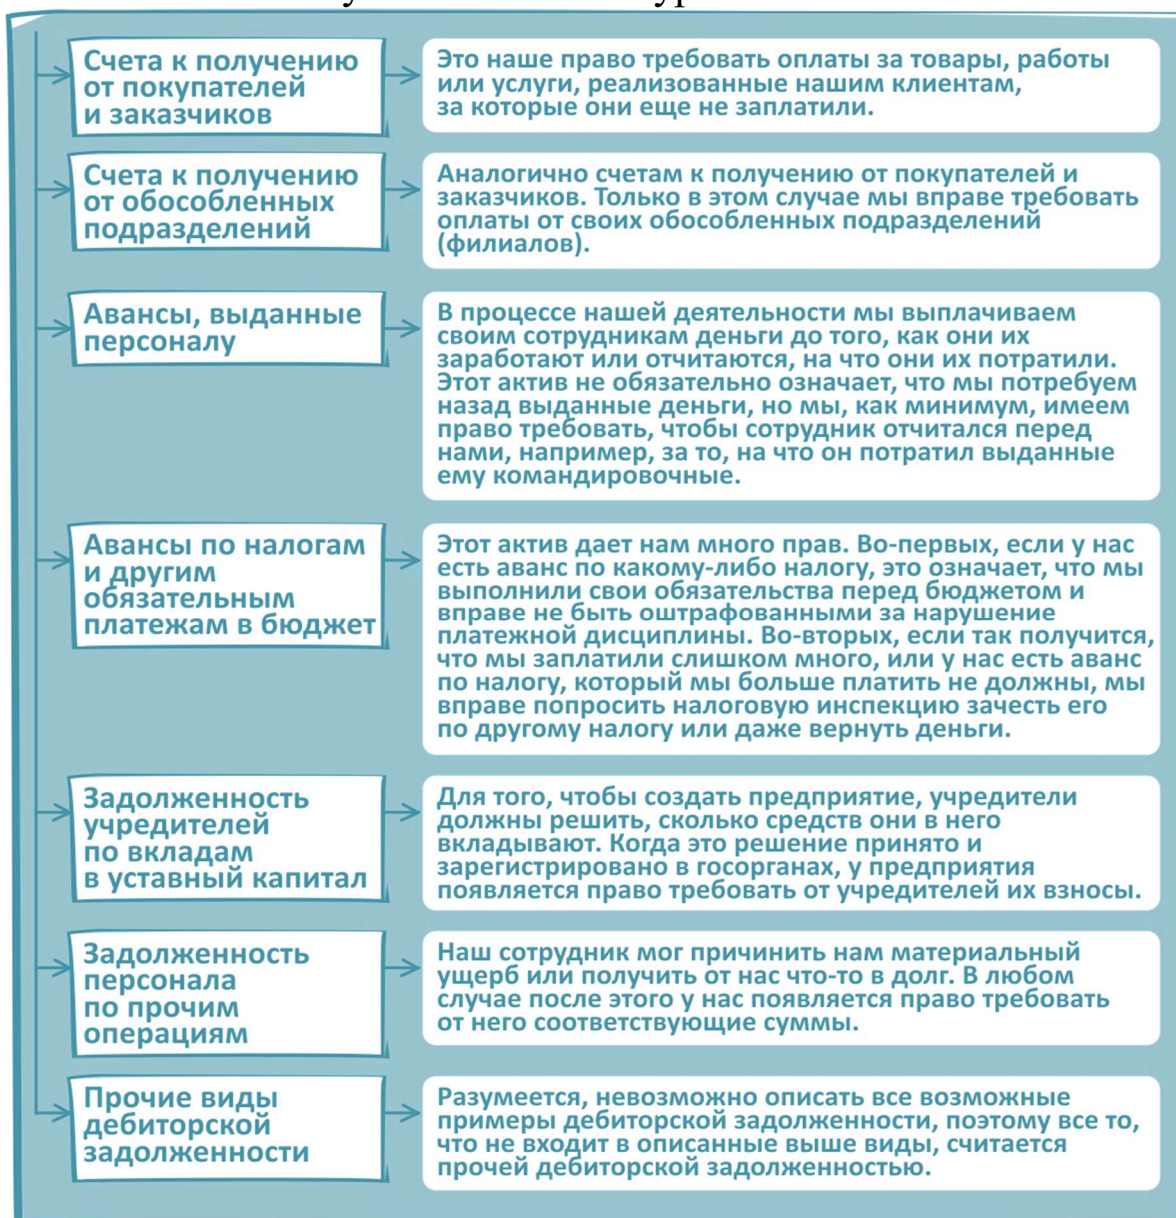 Счета к получению
от покупателей
и заказчиков
Это наше право требовать оплаты за товары, работы
или услуги, реализованные нашим клиентам,
за которые они еще не заплатили.
Счета к получению
от обособленных
подразделений
Аналогично счетам к получению от покупателей и
заказчиков. Только в этом случае мы вправе требовать
оплаты от своих обособленных подразделений
(филиалов).
Авансы, выданные
персоналу
В процессе нашей деятельности мы выплачиваем
своим сотрудникам деньги до того, как они их
заработают или отчитаются, на что они их потратили.
Этот актив не обязательно означает, что мы потребуем
назад выданные деньги, но мы, как минимум, имеем
право требовать, чтобы сотрудник отчитался перед
нами, например, за то, на что он потратил выданные
ему командировочные.
Авансы по налогам
и другим
обязательным
платежам в бюджет
Этот актив дает нам много прав. Во-первых, если у нас
есть аванс по какому-либо налогу, это означает, что мы
выполнили свои обязательства перед бюджетом и
вправе не быть оштрафованными за нарушение
платежной дисциплины. Во-вторых, если так получится,
что мы заплатили слишком много, или у нас есть аванс
по налогу, который мы больше платить не должны, мы
вправе попросить налоговую инспекцию зачесть его
по другому налогу или даже вернуть деньги.
Задолженность
учредителей
по вкладам
в уставный капитал
Для того, чтобы создать предприятие, учредители
должны решить, сколько средств они в него
вкладывают. Когда это решение принято и
зарегистрировано в госорганах, у предприятия
появляется право требовать от учредителей их взносы.
Задолженность
персонала
по прочим
операциям
Наш сотрудник мог причинить нам материальный
ущерб или получить от нас что-то в долг. В любом
случае после этого у нас появляется право требовать
от него соответствующие суммы.
Прочие виды
дебиторской
задолженности
Разумеется, невозможно описать все возможные
примеры дебиторской задолженности, поэтому все то,
что не входит в описанные выше виды, считается
прочей дебиторской задолженностью.